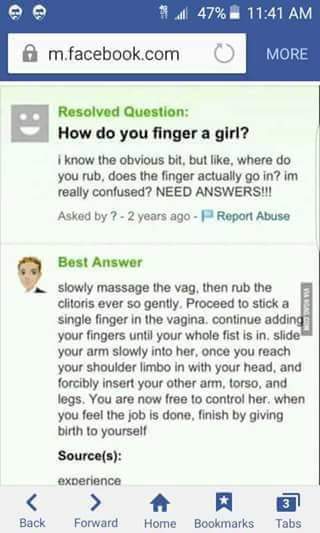 47% 11:41 AM
m.facebook.com
MORE
Resolved Question:
How do you finger a girl?
i know the obvious bit, but like, where do
you rub, does the finger actually go in? im
really confused? NEED ANSWERS!!!
Asked by ? - 2 years ago - Report Abuse
Best Answer
slowly massage the vag, then rub the
clitoris ever so gently. Proceed to stick a
single finger in the vagina. continue adding
your fingers until your whole fist is in. slide
your arm slowly into her, once you reach
your shoulder limbo in with your head, and
forcibly insert your other arm, torso, and
legs. You are now free to control her. when
you feel the job is done, finish by giving
birth to yourself
VIA 9GAG.COM
Source(s):
experience
Back
Forward
Home
Bookmarks
3
Tabs